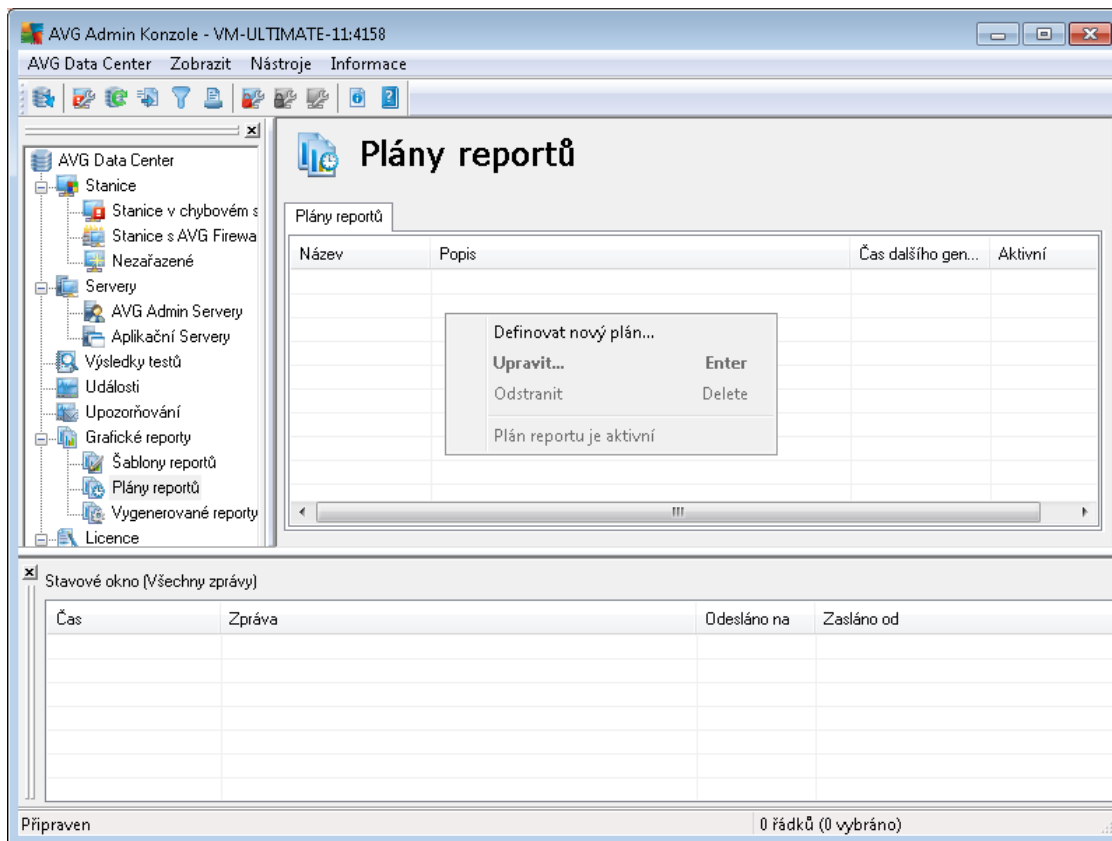 AVG Admin Konzole - VM-ULTIMATE-11:4158
AVG Data Center Zobrazit Nástroje Informace
AVG Data Center
Stanice
Stanice v chybovém s
Stanice s AVG Firewa
Nezařazené
Servery
AVG Admin Servery
Aplikační Servery
Výsledky testů
Události
Upozorňování
Grafické reporty
Šablony reportů
Plány reportů
Vygenerované reporty
Licence
Plány reportů
Plány reportů
Název Popis Čas dalšího gen... Aktivní
Definovat nový plán...
Upravit... Enter
Odstranit Delete
Plán reportu je aktivní
Stavové okno (Všechny zprávy)
Čas Zpráva Odesláno na Zasláno od
Připraven 0 řádků (0 vybráno)